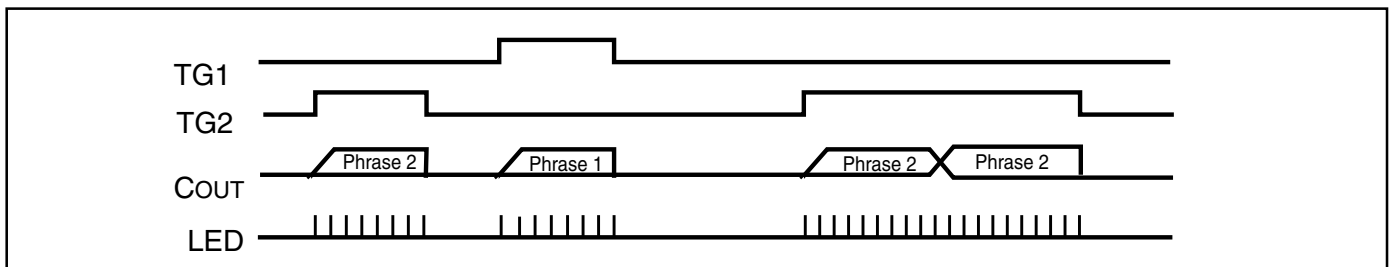 TG1
TG2
COUT Phrase 2 Phrase 1 Phrase 2 Phrase 2
LED